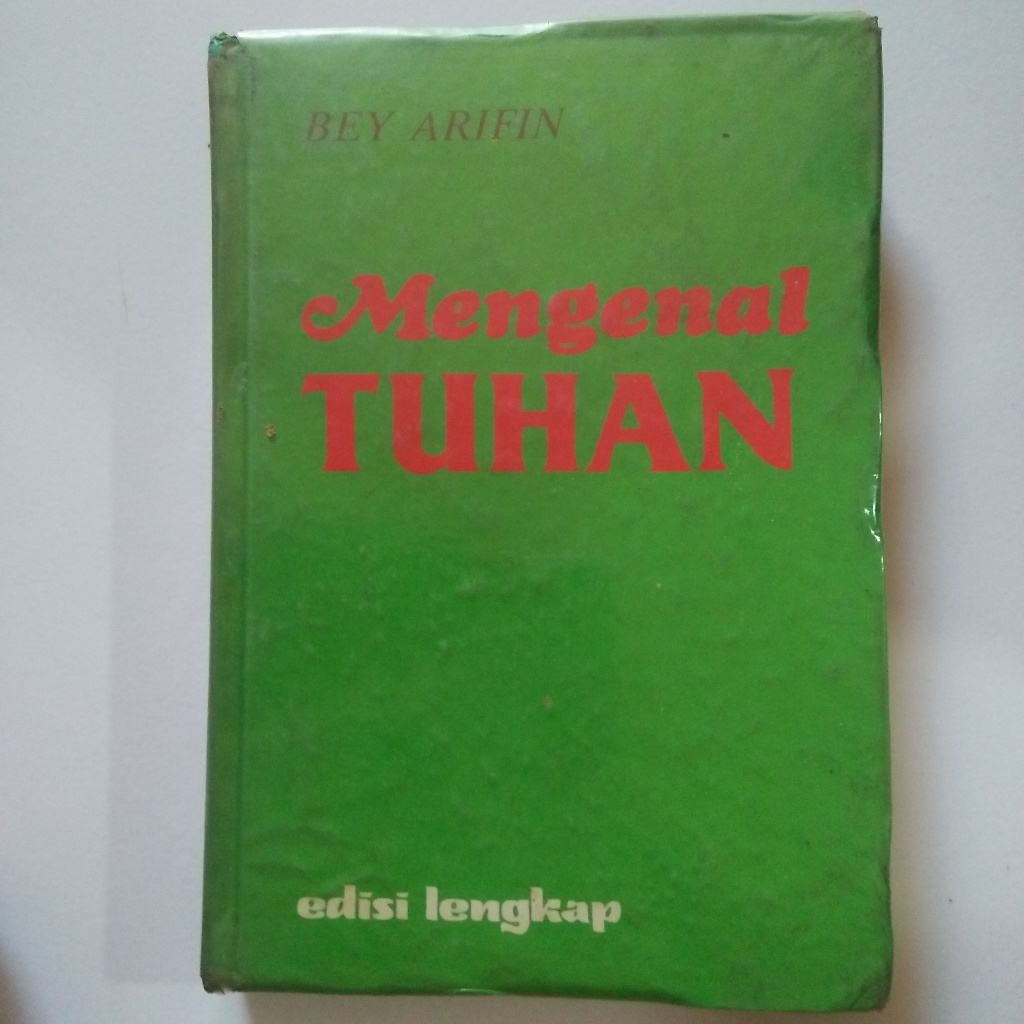 BEY ARIFIN
Mengenal
TUHAN
edisi lengkap